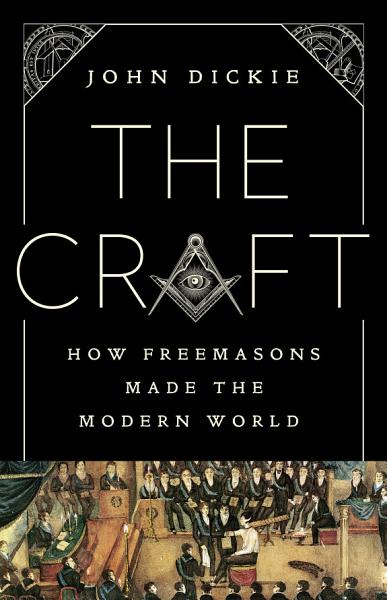 JOHN DICKIE
THE
CRAFT
HOW FREEMASONS
MADE THE
MODERN WORLD